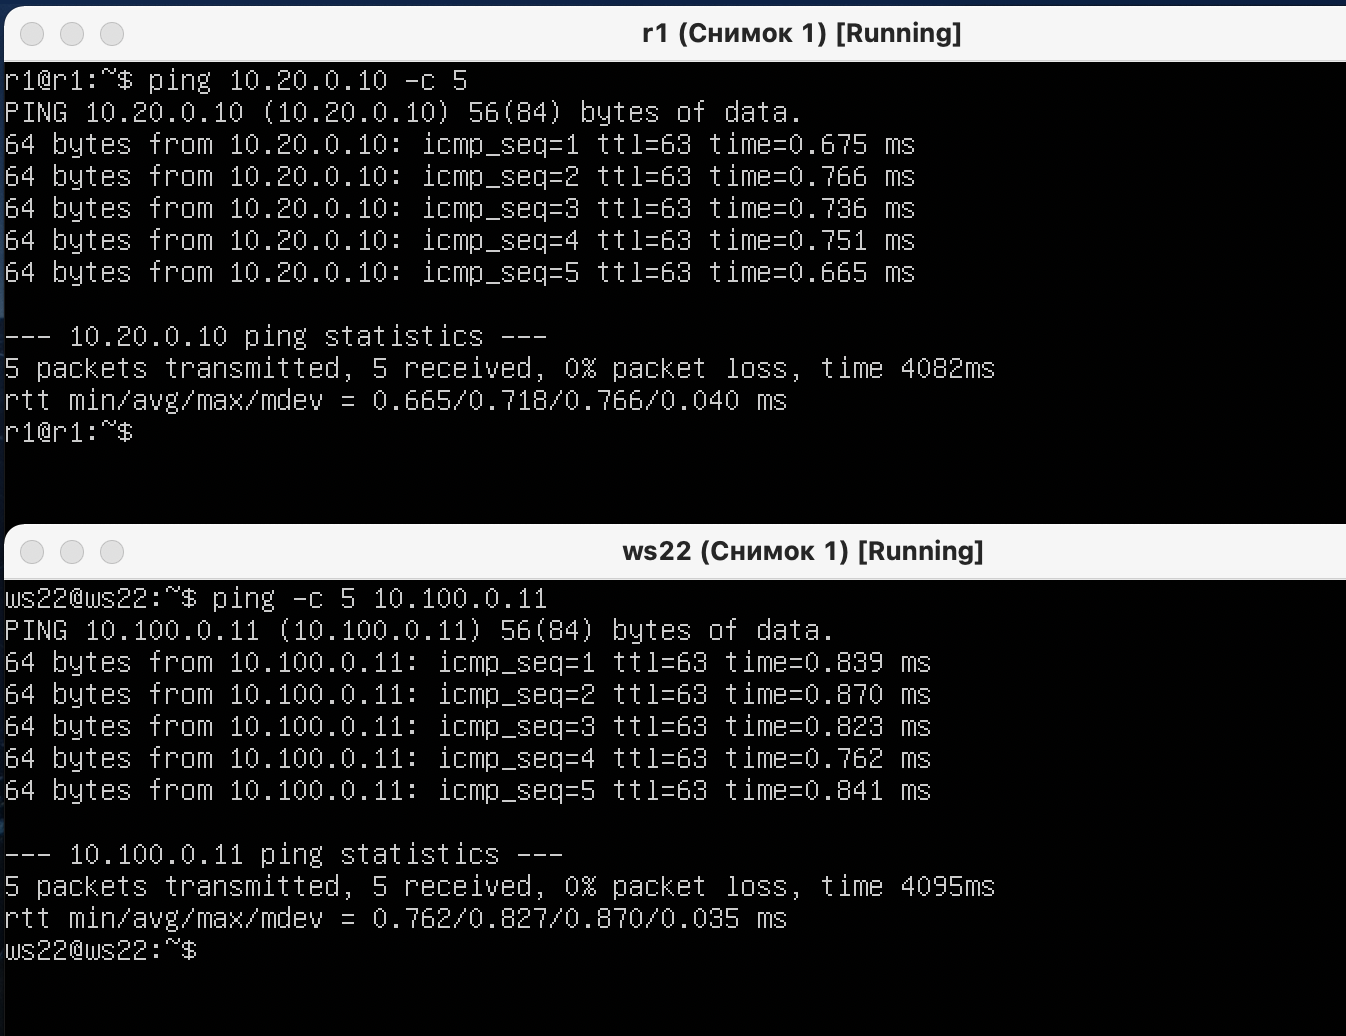 r1 (Снимок 1) [Running]
r1@r1:~$ ping 10.20.0.10 -c 5
PING 10.20.0.10 (10.20.0.10) 56(84) bytes of data.
64 bytes from 10.20.0.10: icmp_seq=1 ttl=63 time=0.675 ms
64 bytes from 10.20.0.10: icmp_seq=2 ttl=63 time=0.766 ms
64 bytes from 10.20.0.10: icmp_seq=3 ttl=63 time=0.736 ms
64 bytes from 10.20.0.10: icmp_seq=4 ttl=63 time=0.751 ms
64 bytes from 10.20.0.10: icmp_seq=5 ttl=63 time=0.665 ms
--- 10.20.0.10 ping statistics ---
5 packets transmitted, 5 received, 0% packet loss, time 4082ms
rtt min/avg/max/mdev = 0.665/0.718/0.766/0.040 ms
r1@r1:~$
ws22 (Снимок 1) [Running]
ws22@ws22:~$ ping -c 5 10.100.0.11
PING 10.100.0.11 (10.100.0.11) 56(84) bytes of data.
64 bytes from 10.100.0.11: icmp_seq=1 ttl=63 time=0.839 ms
64 bytes from 10.100.0.11: icmp_seq=2 ttl=63 time=0.870 ms
64 bytes from 10.100.0.11: icmp_seq=3 ttl=63 time=0.823 ms
64 bytes from 10.100.0.11: icmp_seq=4 ttl=63 time=0.762 ms
64 bytes from 10.100.0.11: icmp_seq=5 ttl=63 time=0.841 ms
--- 10.100.0.11 ping statistics ---
5 packets transmitted, 5 received, 0% packet loss, time 4095ms
rtt min/avg/max/mdev = 0.762/0.827/0.870/0.035 ms
ws22@ws22:~$